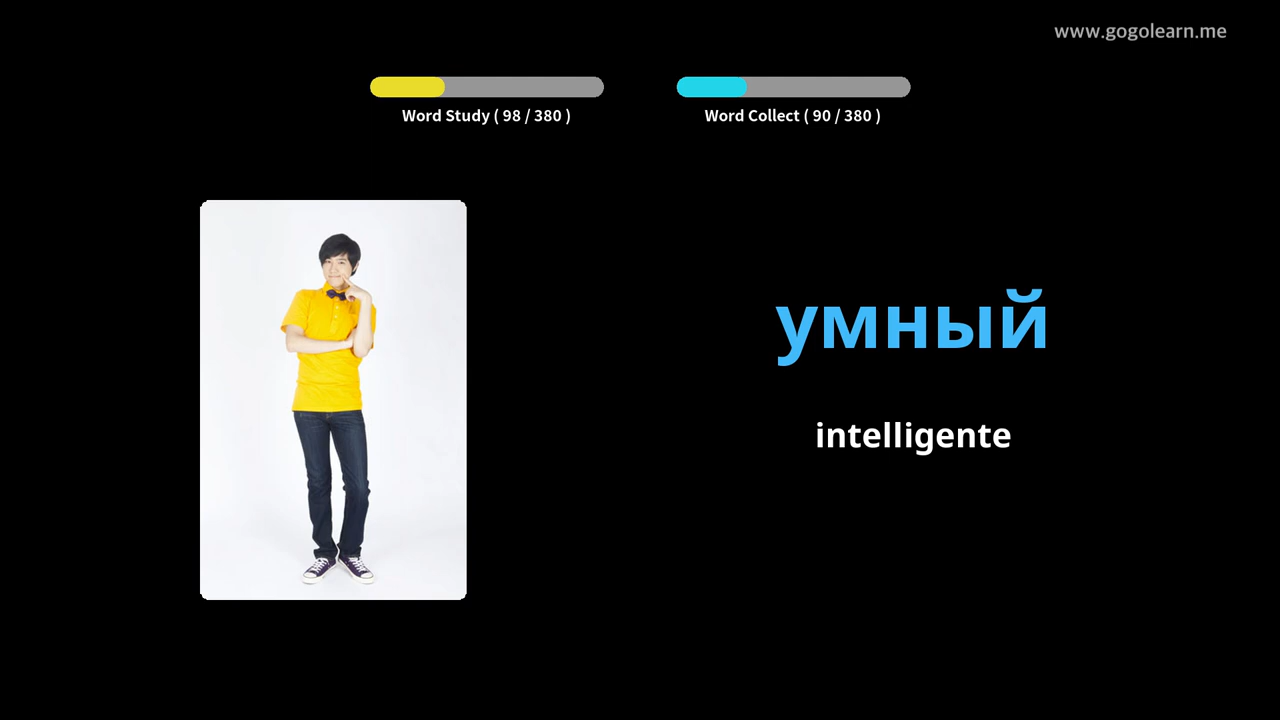 www.gogolearn.me
Word Study ( 98 / 380 )
Word Collect ( 90 / 380 )
умный
intelligente